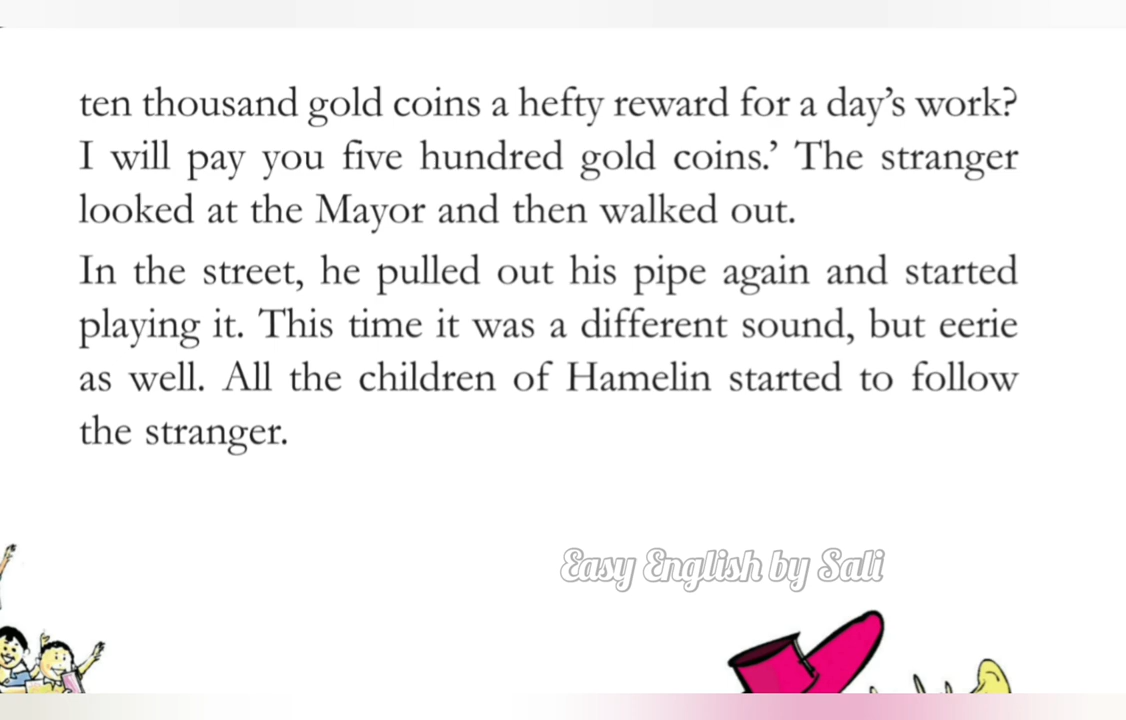 ten thousand gold coins a hefty reward for a day’s work?
I will pay you five hundred gold coins.’ The stranger
looked at the Mayor and then walked out.
In the street, he pulled out his pipe again and started
playing it. This time it was a different sound, but eerie
as well. All the children of Hamelin started to follow
the stranger.
Easy English by Sali